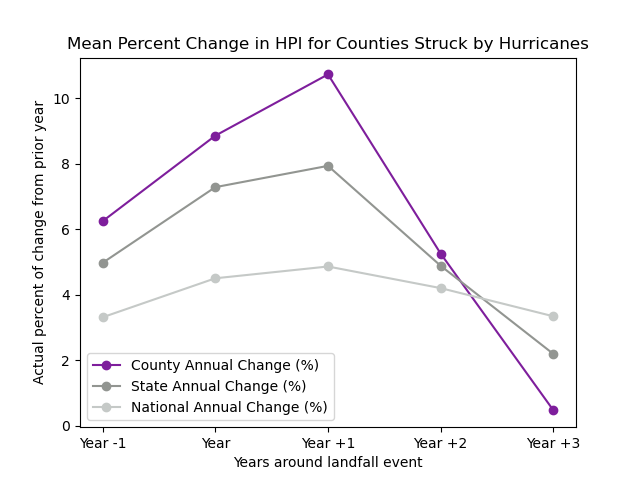 Mean Percent Change in HPI for Counties Struck by Hurricanes
Actual percent of change from prior year
10
8
6
4
2
0
County Annual Change (%)
State Annual Change (%)
National Annual Change (%)
Year -1
Year
Year +1
Year +2
Year +3
Years around landfall event